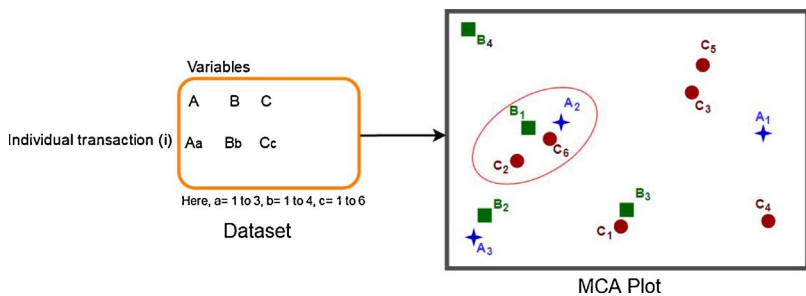 Variables
A B C
Individual transaction (i) Aa Bb Cc
Here, a= 1 to 3, b= 1 to 4, c= 1 to 6
Dataset
B4
C5
C3
B1 A2
A1
C6
C2
B2
B3
C4
C1
A3
MCA Plot